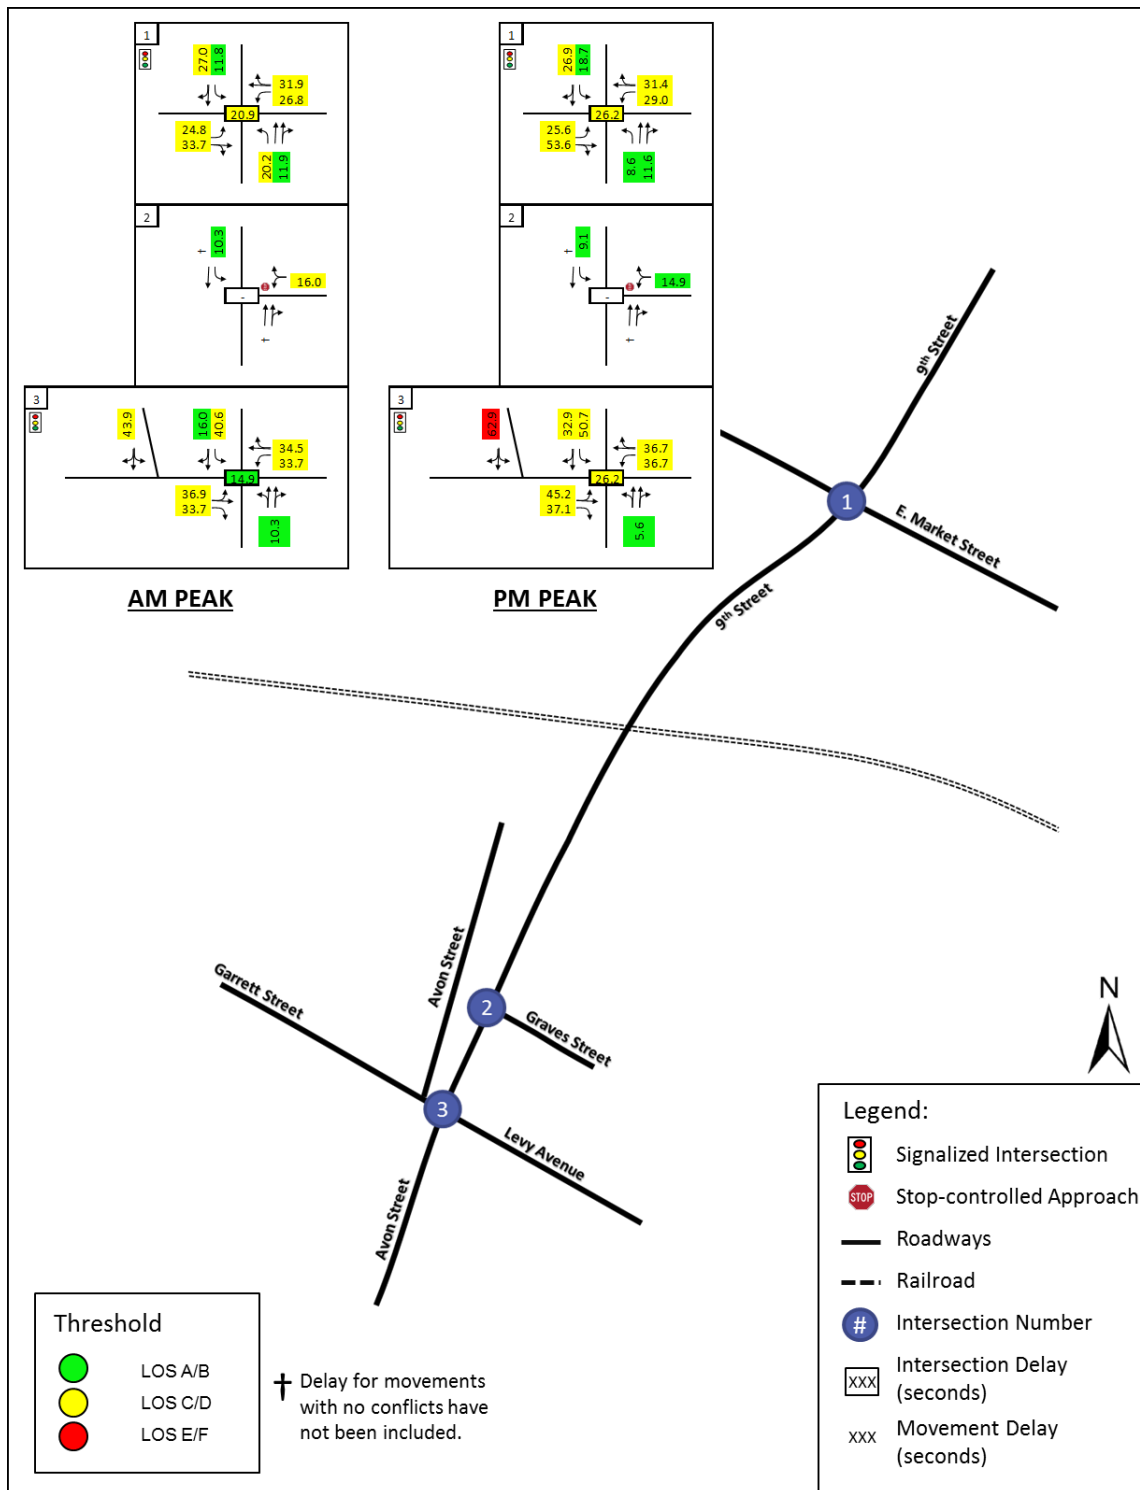 1
27.0
11.8
31.9
26.8
20.9
24.8
33.7
20.2
11.9
2
†
10.3
16.0
-
†
3
43.9
16.0
40.6
34.5
33.7
14.9
36.9
33.7
10.3
AM PEAK
1
26.9
18.7
31.4
29.0
26.2
25.6
53.6
8.6
11.6
†
9.1
14.9
-
†
3
62.9
32.9
50.7
36.7
36.7
26.2
45.2
37.1
5.6
PM PEAK
9th Street
1
E. Market Street
9th Street
Avon Street
Garrett Street
2
Graves Street
3
Levy Avenue
Avon Street
N
Threshold
LOS A/B
LOS C/D
LOS E/F
† Delay for movements
with no conflicts have
not been included.
Legend:
Signalized Intersection
STOP Stop-controlled Approach
Roadways
Railroad
# Intersection Number
XXX Intersection Delay
(seconds)
XXX Movement Delay
(seconds)